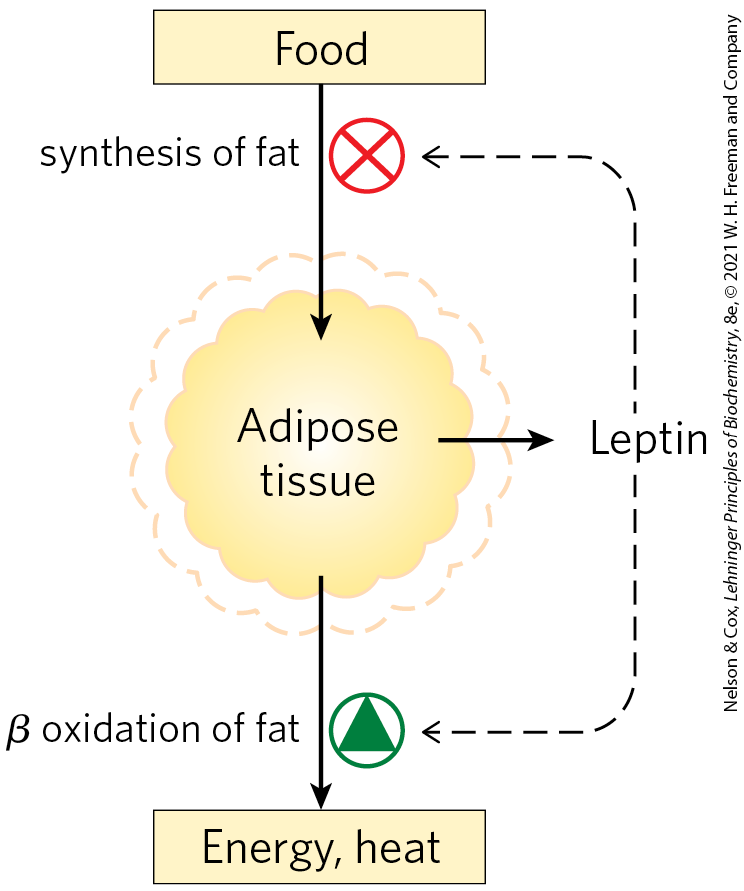 Food
synthesis of fat
Adipose
tissue
Leptin
β oxidation of fat
Energy, heat
Nelson & Cox, Lehninger Principles of Biochemistry, 8e, © 2021 W. H. Freeman and Company